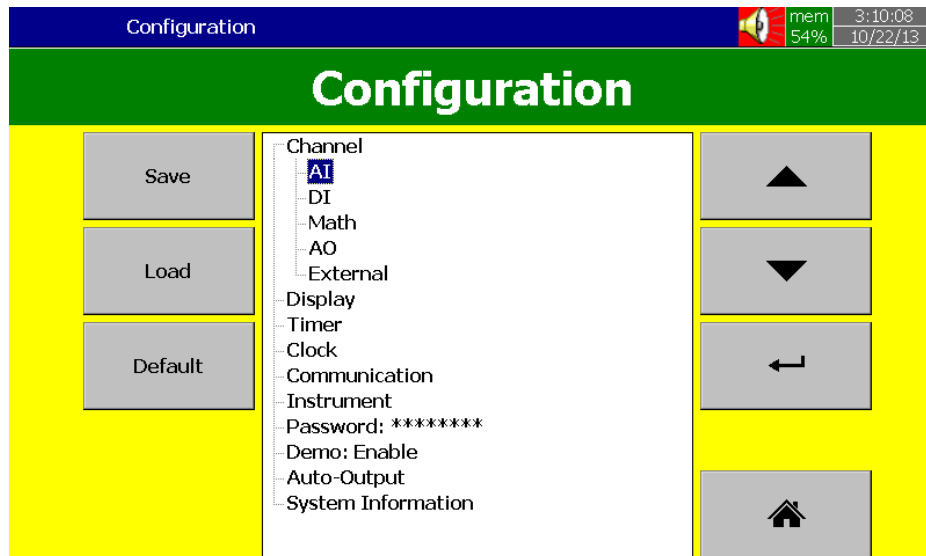 Configuration
mem 3:10:08
54% 10/22/13
Configuration
Save
Load
Default
Channel
AI
DI
Math
AO
External
Display
Timer
Clock
Communication
Instrument
Password: ********
Demo: Enable
Auto-Output
System Information